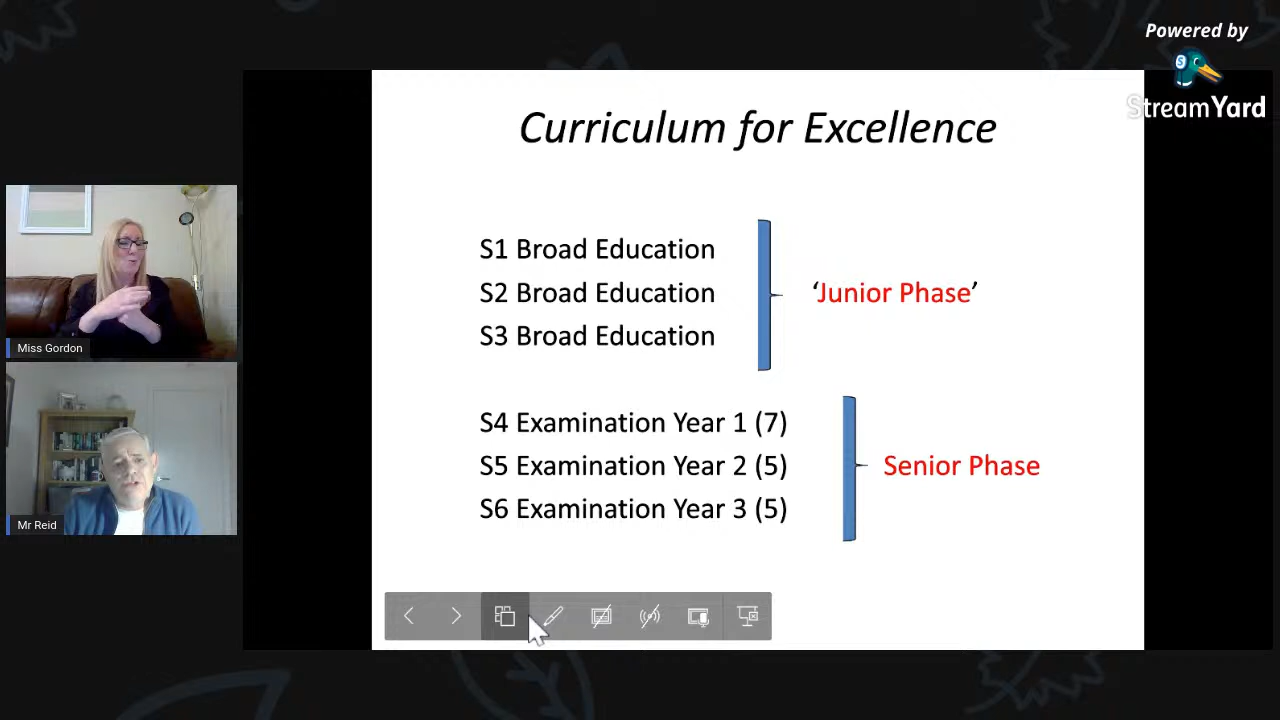 Powered by
StreamYard
Curriculum for Excellence
S1 Broad Education
S2 Broad Education
S3 Broad Education
‘Junior Phase’
S4 Examination Year 1 (7)
S5 Examination Year 2 (5)
S6 Examination Year 3 (5)
Senior Phase
Miss Gordon
Mr Reid